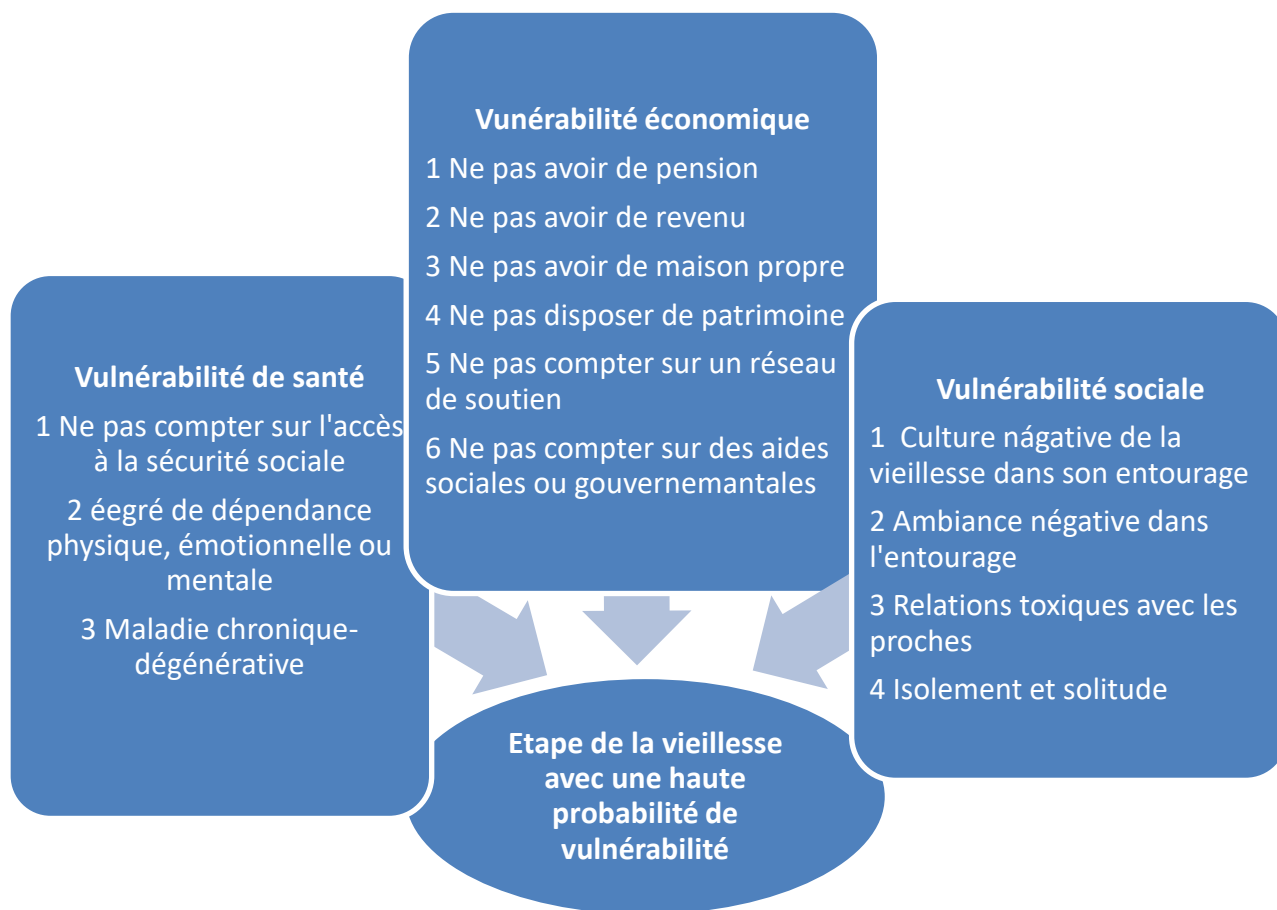 Vunérabilité économique
1 Ne pas avoir de pension
2 Ne pas avoir de revenu
3 Ne pas avoir de maison propre
4 Ne pas disposer de patrimoine
5 Ne pas compter sur un réseau
de soutien
6 Ne pas compter sur des aides
sociales ou gouvernemantales
Vulnérabilité de santé
1 Ne pas compter sur l'accès
à la sécurité sociale
2 éegré de dépendance
physique, émotionnelle ou
mentale
3 Maladie chronique-
dégénérative
Vulnérabilité sociale
1 Culture nágative de la
vieillesse dans son entourage
2 Ambiance négative dans
l'entourage
3 Relations toxiques avec les
proches
4 Isolement et solitude
Etape de la vieillesse
avec une haute
probabilité de
vulnérabilité